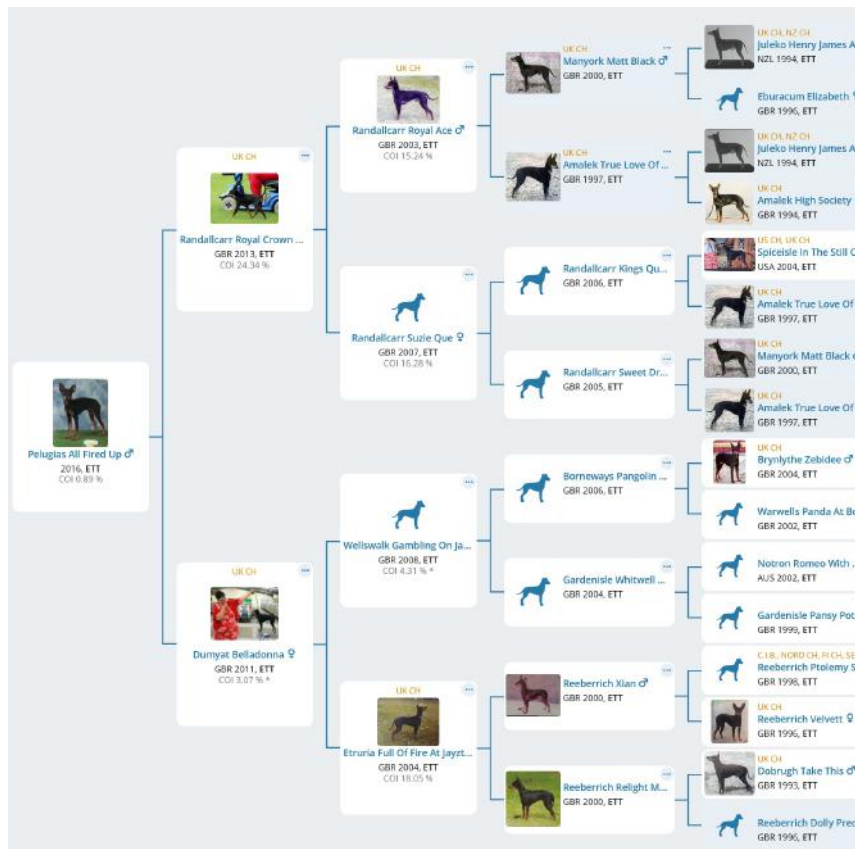 Pelugias All Fired Up ♂
2016, ETT
COI 0.89 %
UK CH
Randallcarr Royal Crown ...
GBR 2013, ETT
COI 24.34 %
UK CH
Dumyat Belladonna ♀
GBR 2011, ETT
COI 3.07 % *
UK CH
Randallcarr Royal Ace ♂
GBR 2003, ETT
COI 15.24 %
Randallcarr Suzie Que ♀
GBR 2007, ETT
COI 16.28 %
Wellswalk Gambling On Ja...
GBR 2008, ETT
COI 4.31 % *
UK CH
Etruria Full Of Fire At Jayzt...
GBR 2004, ETT
COI 18.05 %
UK CH
Manyork Matt Black ♂
GBR 2000, ETT
UK CH
Amalek True Love Of ...
GBR 1997, ETT
Randallcarr Kings Qu...
GBR 2006, ETT
Randallcarr Sweet Dr...
GBR 2005, ETT
Borneways Pangolin ...
GBR 2006, ETT
Gardenisle Whitwell ...
GBR 2004, ETT
Reeberrich Xian ♂
GBR 2000, ETT
Reeberrich Relight M...
GBR 2000, ETT
UK CH, NZ CH
Juleko Henry James A
NZL 1994, ETT
Eburacum Elizabeth ♀
GBR 1996, ETT
UK CH, NZ CH
Juleko Henry James A
NZL 1994, ETT
UK CH
Amalek High Society
GBR 1994, ETT
US CH, UK CH
Spiceisle In The Still O
USA 2004, ETT
UK CH
Amalek True Love Of
GBR 1997, ETT
UK CH
Manyork Matt Black
GBR 2000, ETT
UK CH
Amalek True Love Of
GBR 1997, ETT
UK CH
Brynlythe Zebidee ♂
GBR 2004, ETT
Warwells Panda At Bo
GBR 2002, ETT
Notron Romeo With .
AUS 2002, ETT
Gardenisle Pansy Pot
GBR 1999, ETT
C.I.B., NORD CH, FI CH, SE
Reeberrich Ptolemy S
GBR 1998, ETT
UK CH
Reeberrich Velvett ♀
GBR 1996, ETT
UK CH
Dobrugh Take This ♂
GBR 1993, ETT
Reeberrich Dolly Prec
GBR 1996, ETT